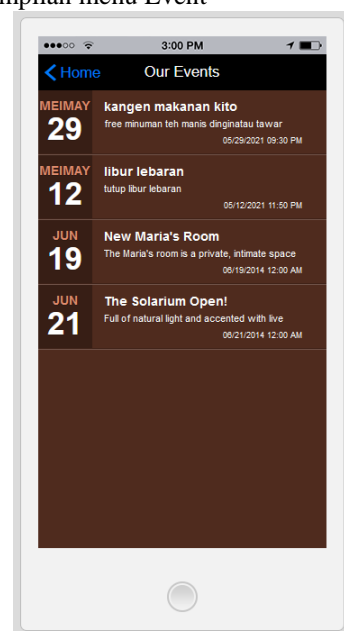 mpilan menu Event
3:00 PM
Home
Our Events
MEIMAY
29
kangen makanan kito
free minuman teh manis dinginatau tawar
05/29/2021 09:30 PM
MEIMAY
12
libur lebaran
tutup libur lebaran
05/12/2021 11:50 PM
JUN
19
New Maria's Room
The Maria's room is a private, intimate space
06/19/2014 12:00 AM
JUN
21
The Solarium Open!
Full of natural light and accented with live
06/21/2014 12:00 AM